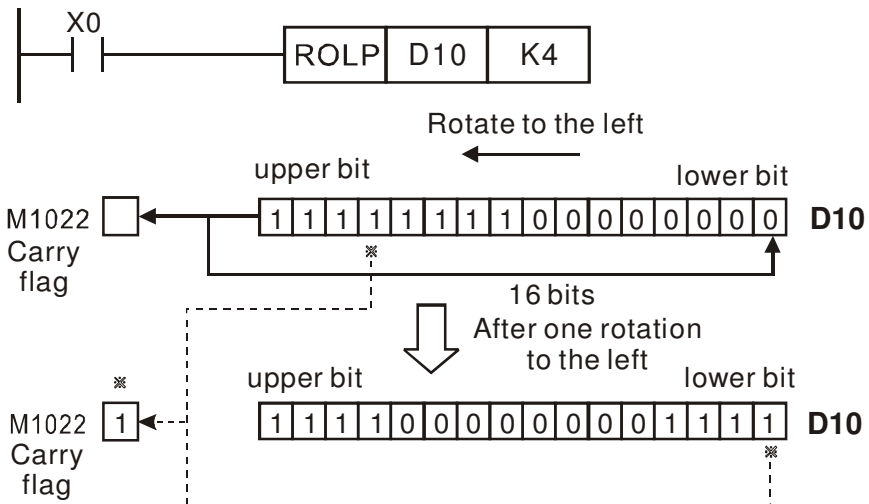 X0
ROLP D10 K4
Rotate to the left
upper bit lower bit
M1022 1 1 1 1 1 1 1 1 0 0 0 0 0 0 0 0 D10
Carry
flag
※
16 bits
After one rotation
to the left
※ upper bit lower bit
M1022 1 1 1 1 1 0 0 0 0 0 0 0 0 1 1 1 1 D10
Carry ※
flag